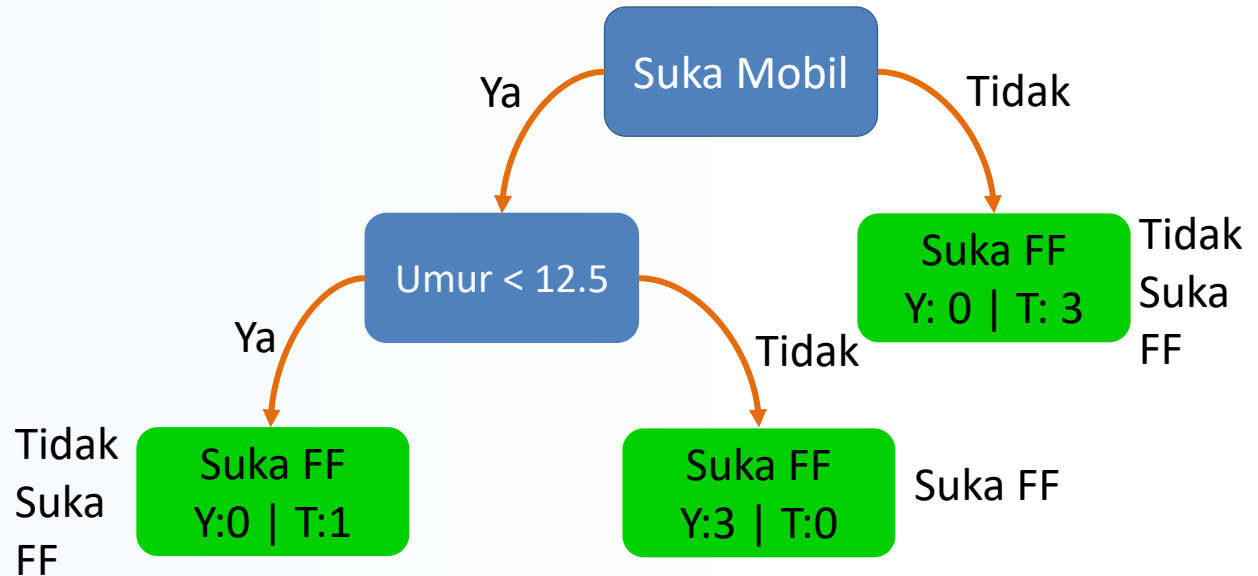 Suka Mobil
Ya
Tidak
Umur < 12.5
Suka FF
Y: 0 | T: 3
Tidak
Suka
FF
Ya
Tidak
Tidak
Suka
FF
Suka FF
Y:0 | T:1
Suka FF
Y:3 | T:0
Suka FF